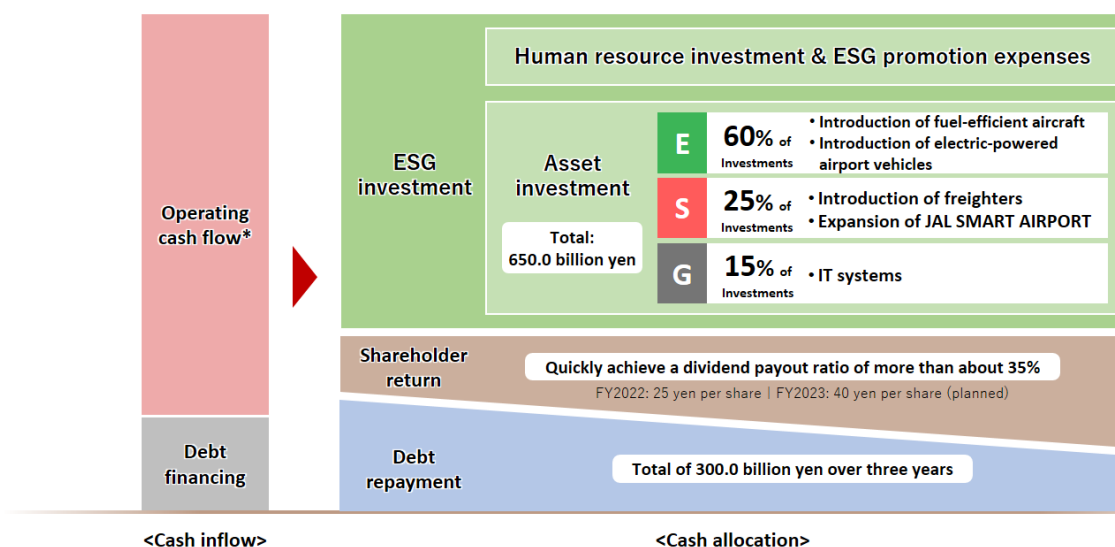 Operating
cash flow*
Debt
financing
<Cash inflow>
ESG
investment
Human resource investment & ESG promotion expenses
Asset
investment
Total:
650.0 billion yen
E
60% of
Investments
• Introduction of fuel-efficient aircraft
• Introduction of electric-powered
airport vehicles
S
25% of
Investments
• Introduction of freighters
• Expansion of JAL SMART AIRPORT
G
15% of
Investments
• IT systems
Shareholder
return
Quickly achieve a dividend payout ratio of more than about 35%
FY2022: 25 yen per share | FY2023: 40 yen per share (planned)
Debt
repayment
Total of 300.0 billion yen over three years
<Cash allocation>